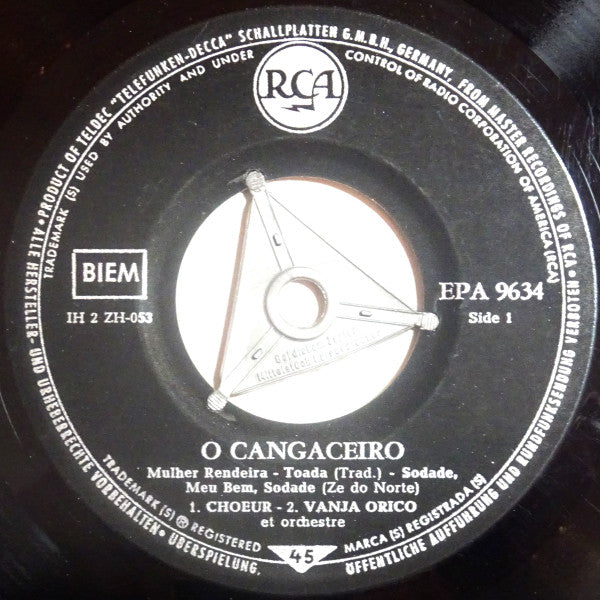 PRODUCT OF TELDEC "TELEFUNKEN-DECCA" SCHALLPLATTEN G.M.B.H., GERMANY, FROM MASTER RECORDINGS OF RCA
TRADEMARK (S) USED BY AUTHORITY AND UNDER CONTROL OF RADIO CORPORATION OF AMERICA (RCA)
RCA
BIEM
IH 2 ZH-053
EPA 9634
Side 1
O CANGACEIRO
Mulher Rendeira - Toada (Trad.) - Sodade,
Meu Bem, Sodade (Ze do Norte)
1. CHOEUR - 2. VANJA ORICO
et orchestre
TRADEMARK (S) ® REGISTERED
45
MARCA (S) REGISTRADA (S)
ALLE HERSTELLER- UND URHEBERRECHTE VORBEHALTEN • ÜBERSPIELUNG, ÖFFENTLICHE AUFFÜHRUNG UND RUNDFUNKSENDUNG VERBOTEN